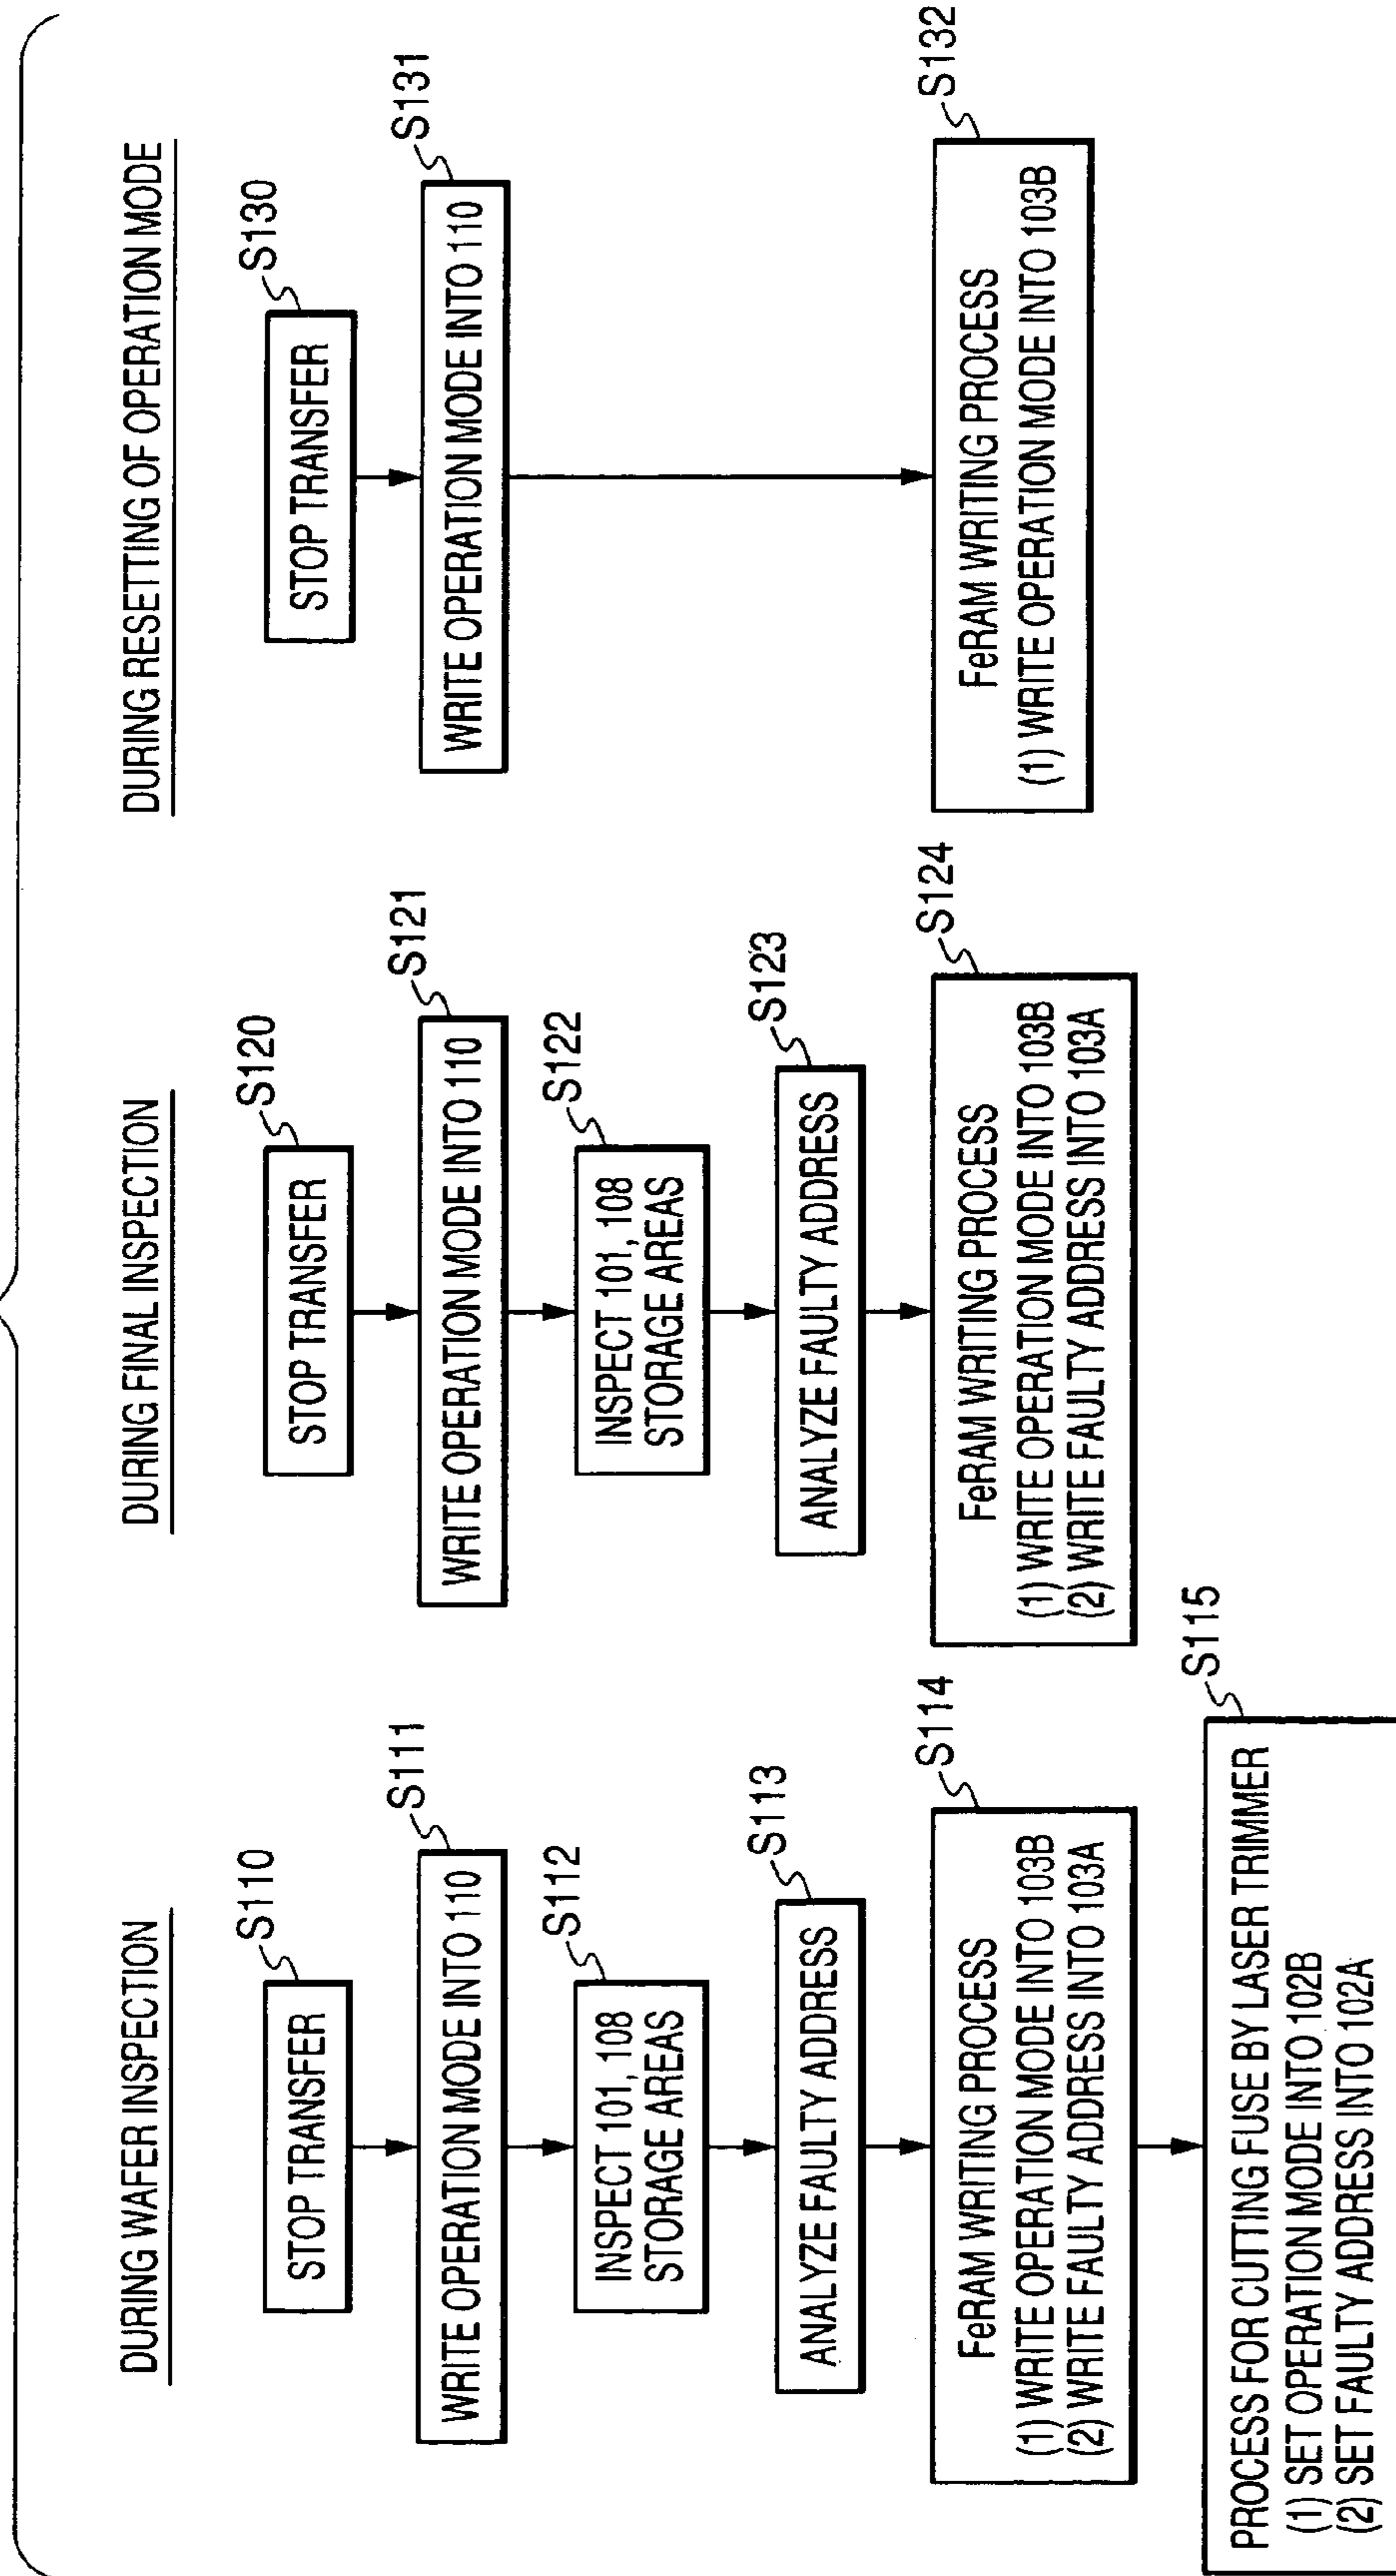 DURING WAFER INSPECTION
S110
STOP TRANSFER
S111
WRITE OPERATION MODE INTO 110
S112
INSPECT 101, 108
STORAGE AREAS
S113
ANALYZE FAULTY ADDRESS
S114
FeRAM WRITING PROCESS
(1) WRITE OPERATION MODE INTO 103B
(2) WRITE FAULTY ADDRESS INTO 103A
S115
PROCESS FOR CUTTING FUSE BY LASER TRIMMER
(1) SET OPERATION MODE INTO 102B
(2) SET FAULTY ADDRESS INTO 102A
DURING FINAL INSPECTION
S120
STOP TRANSFER
S121
WRITE OPERATION MODE INTO 110
S122
INSPECT 101, 108
STORAGE AREAS
S123
ANALYZE FAULTY ADDRESS
S124
FeRAM WRITING PROCESS
(1) WRITE OPERATION MODE INTO 103B
(2) WRITE FAULTY ADDRESS INTO 103A
DURING RESETTING OF OPERATION MODE
S130
STOP TRANSFER
S131
WRITE OPERATION MODE INTO 110
S132
FeRAM WRITING PROCESS
(1) WRITE OPERATION MODE INTO 103B